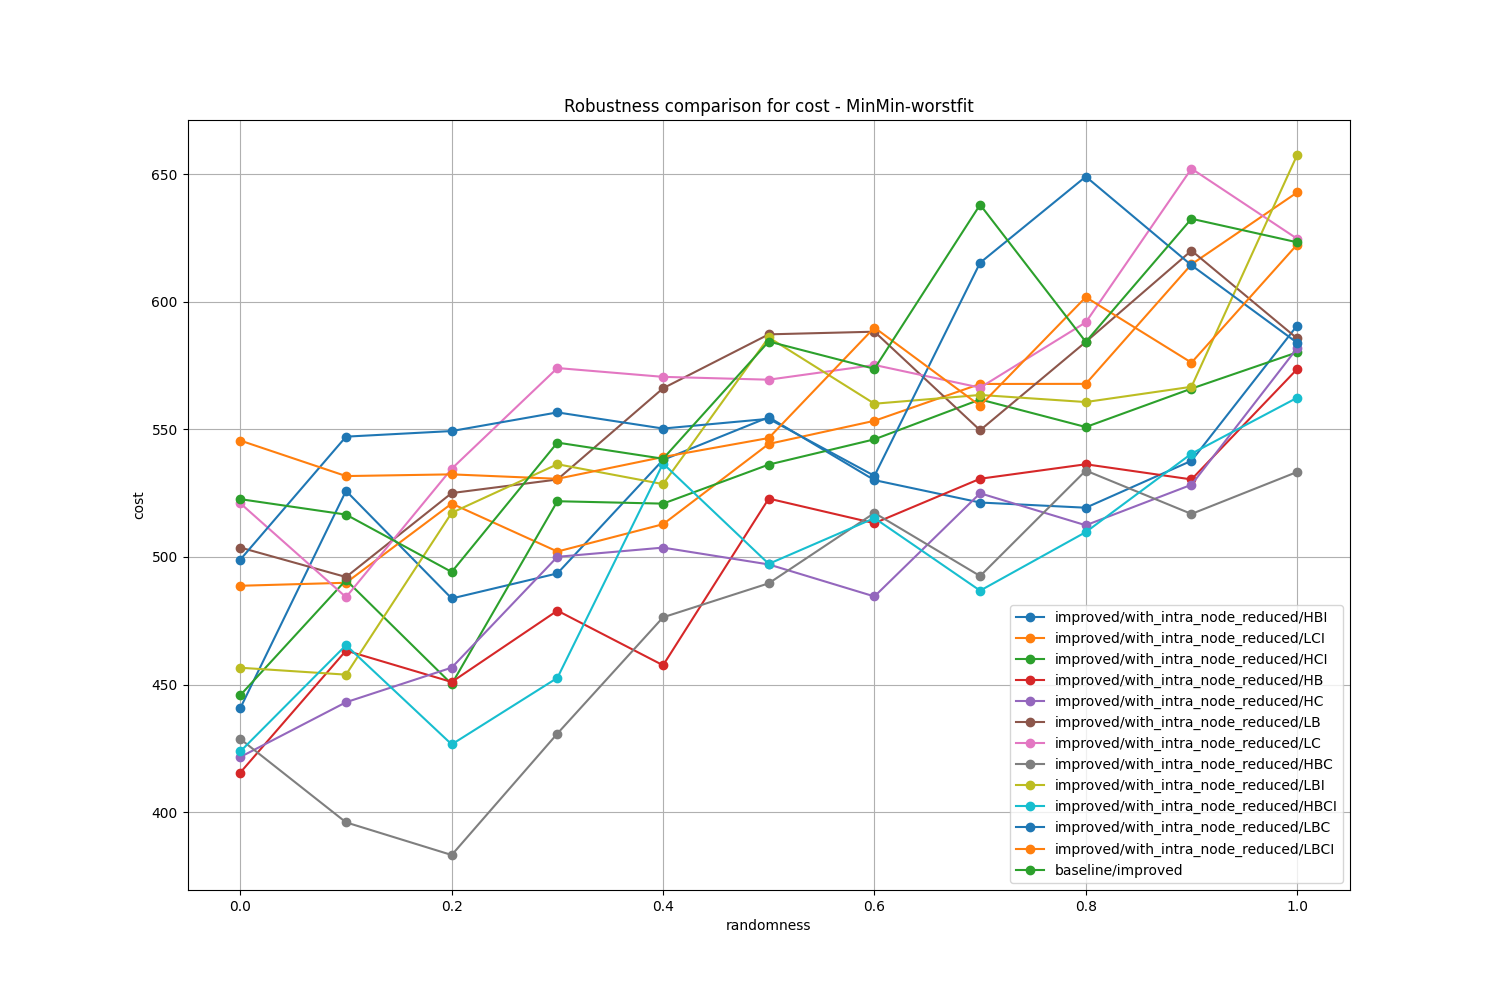 Robustness comparison for cost - MinMin-worstfit
650
600
550
500
450
400
cost
0.0 0.2 0.4 0.6 0.8 1.0
randomness
improved/with_intra_node_reduced/HBI
improved/with_intra_node_reduced/LCI
improved/with_intra_node_reduced/HCI
improved/with_intra_node_reduced/HB
improved/with_intra_node_reduced/HC
improved/with_intra_node_reduced/LB
improved/with_intra_node_reduced/LC
improved/with_intra_node_reduced/HBC
improved/with_intra_node_reduced/LBI
improved/with_intra_node_reduced/HBCI
improved/with_intra_node_reduced/LBC
improved/with_intra_node_reduced/LBCI
baseline/improved